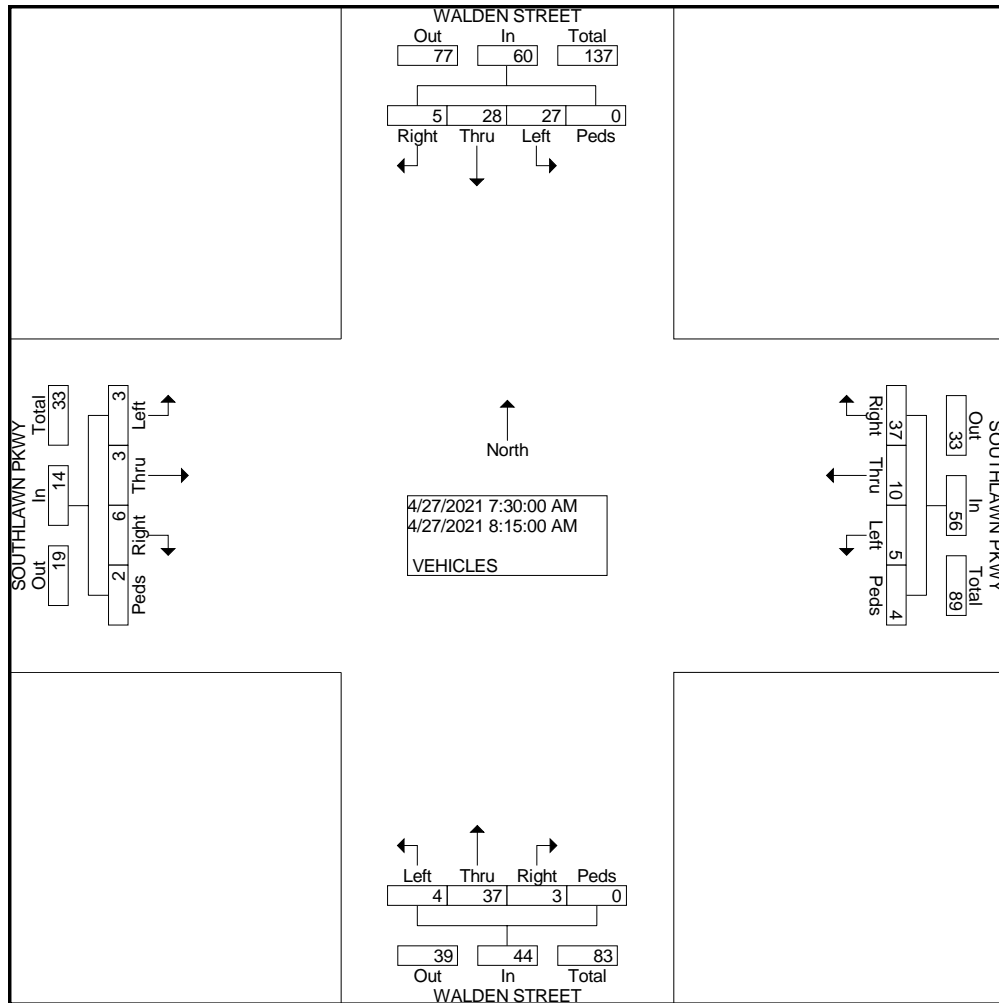 WALDEN STREET
Out In Total
77 60 137
5 28 27 0
Right Thru Left Peds
SOUTHLAWN PKWY
Total In Out
33 14 19
3 3 6 2
Left Thru Right Peds
North
4/27/2021 7:30:00 AM
4/27/2021 8:15:00 AM
VEHICLES
SOUTHLAWN PKWY
Out In Total
33 56 89
37 10 5 4
Right Thru Left Peds
Left Thru Right Peds
4 37 3 0
39 44 83
Out In Total
WALDEN STREET